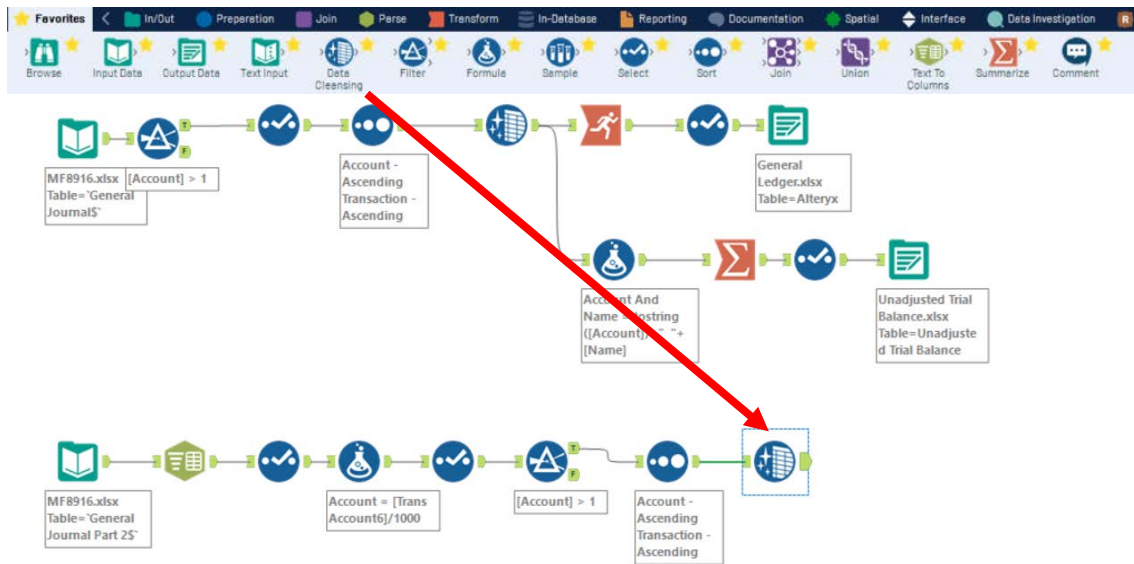 Favorites In/Out Preparation Join Parse Transform In-Database Reporting Documentation Spatial Interface Data Investigation R
Browse Input Data Output Data Text Input Data Cleansing Filter Formula Sample Select Sort Join Union Text To Columns Summarize Comment
MF8916.xlsx
Table=`General
Journal$`
[Account] > 1
Account -
Ascending
Transaction -
Ascending
General
Ledger.xlsx
Table=Alteryx
Account And
Name =
([Account])
[Name]
Unadjusted Trial
Balance.xlsx
Table=Unadjuste
d Trial Balance
MF8916.xlsx
Table=`General
Journal Part 2$`
Account = [Trans
Account6]/1000
[Account] > 1
Account -
Ascending
Transaction -
Ascending